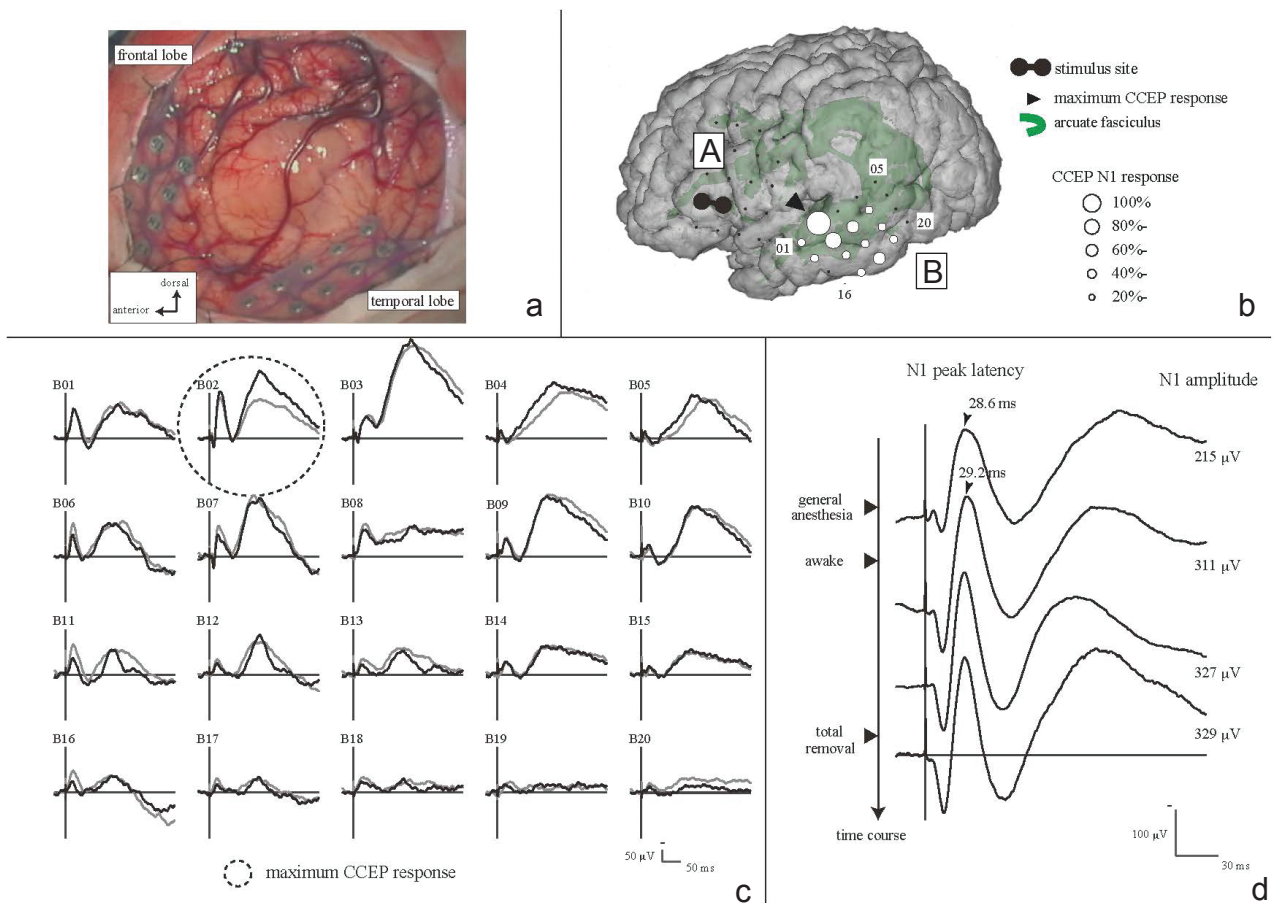 frontal lobe
dorsal
anterior
temporal lobe
a
A
05
01
20
B
16
stimulus site
maximum CCEP response
arcuate fasciculus
CCEP N1 response
100%
80%-
60%-
40%-
20%-
b
B01
B02
B03
B04
B05
B06
B07
B08
B09
B10
B11
B12
B13
B14
B15
B16
B17
B18
B19
B20
50 µV
50 ms
maximum CCEP response
c
N1 peak latency
N1 amplitude
28.6 ms
215 µV
29.2 ms
general
anesthesia
311 µV
awake
327 µV
329 µV
total
removal
time course
100 µV
30 ms
d